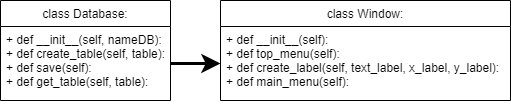 class Database:
+ def __init__(self, nameDB):
+ def create_table(self, table):
+ def save(self):
+ def get_table(self, table):
class Window:
+ def __init__(self):
+ def top_menu(self):
+ def create_label(self, text_label, x_label, y_label):
+ def main_menu(self):